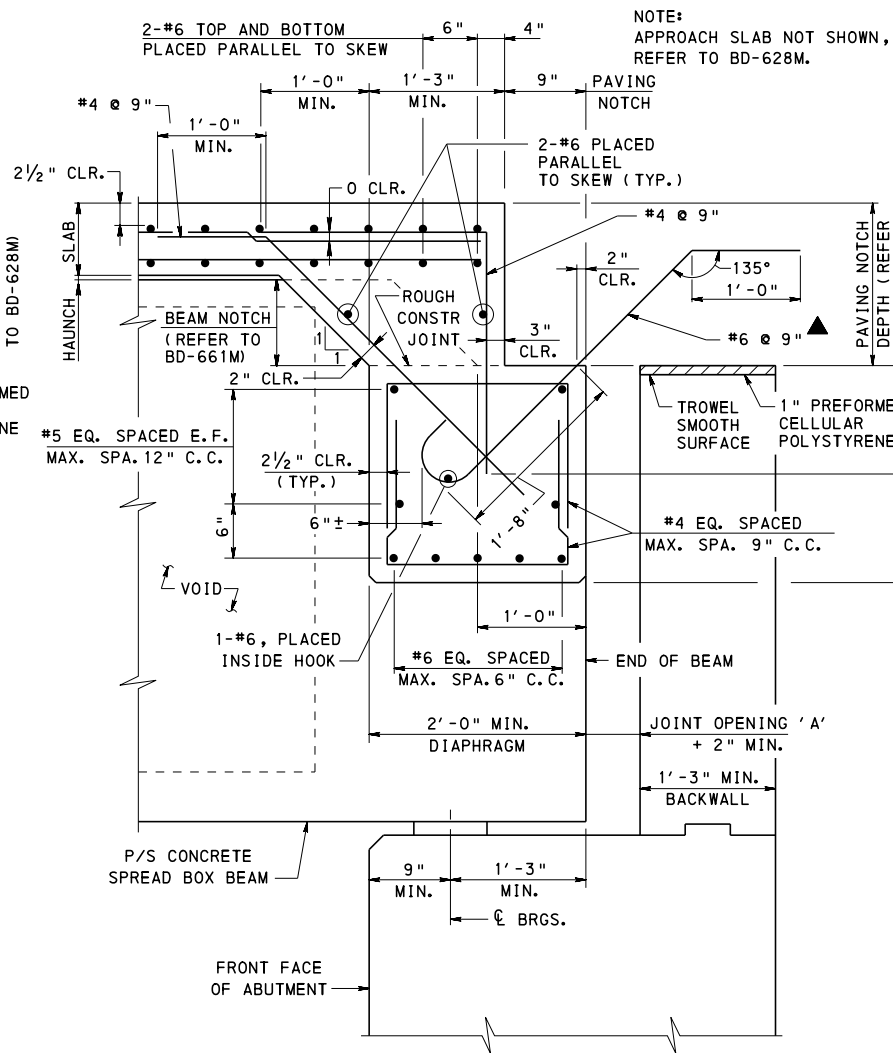 2-#6 TOP AND BOTTOM
PLACED PARALLEL TO SKEW
6"
4"
NOTE:
APPROACH SLAB NOT SHOWN,
REFER TO BD-628M.
1'-0"
MIN.
1'-3"
MIN.
9"
PAVING
NOTCH
#4 @ 9"
1'-0"
MIN.
2-#6 PLACED
PARALLEL
TO SKEW (TYP.)
2½" CLR.
0 CLR.
#4 @ 9"
SLAB
HAUNCH
TO BD-628M)
2"
CLR.
135°
1'-0"
PAVING NOTCH
DEPTH (REFER
BEAM NOTCH
(REFER TO
BD-661M)
1
1
ROUGH
CONSTR
JOINT
3"
CLR.
#6 @ 9"
2" CLR.
MED
NE
TROWEL
SMOOTH
SURFACE
1" PREFORME
CELLULAR
POLYSTYRENE
#5 EQ. SPACED E.F.
MAX. SPA. 12" C.C.
2½" CLR.
(TYP.)
6"±
6"
1'-8"
#4 EQ. SPACED
MAX. SPA. 9" C.C.
VOID
1'-0"
1-#6, PLACED
INSIDE HOOK
#6 EQ. SPACED
MAX. SPA. 6" C.C.
END OF BEAM
2'-0" MIN.
DIAPHRAGM
JOINT OPENING 'A'
+ 2" MIN.
1'-3" MIN.
BACKWALL
P/S CONCRETE
SPREAD BOX BEAM
9"
MIN.
1'-3"
MIN.
℄ BRGS.
FRONT FACE
OF ABUTMENT